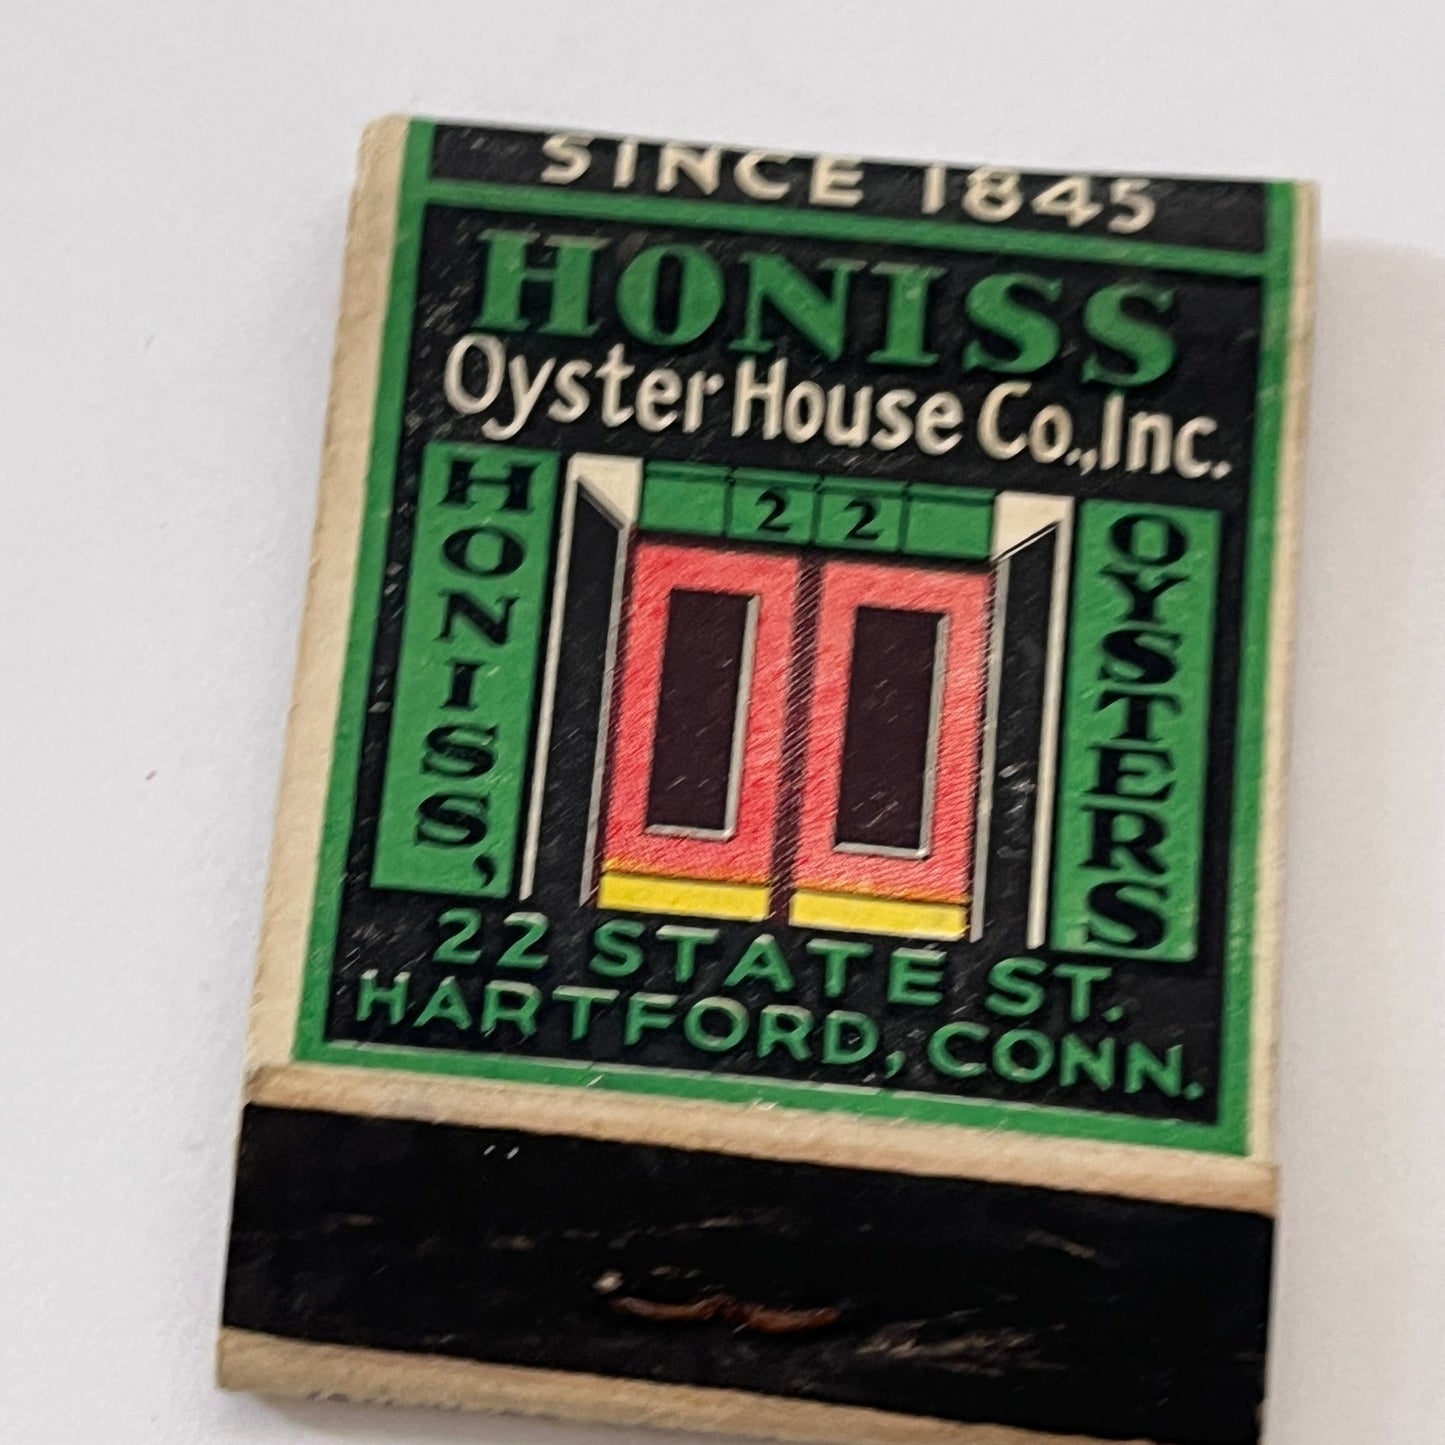 SINCE 1845
HONISS
Oyster House Co., Inc.
22
HONISS,
OYSTERS
22 STATE ST.
HARTFORD, CONN.